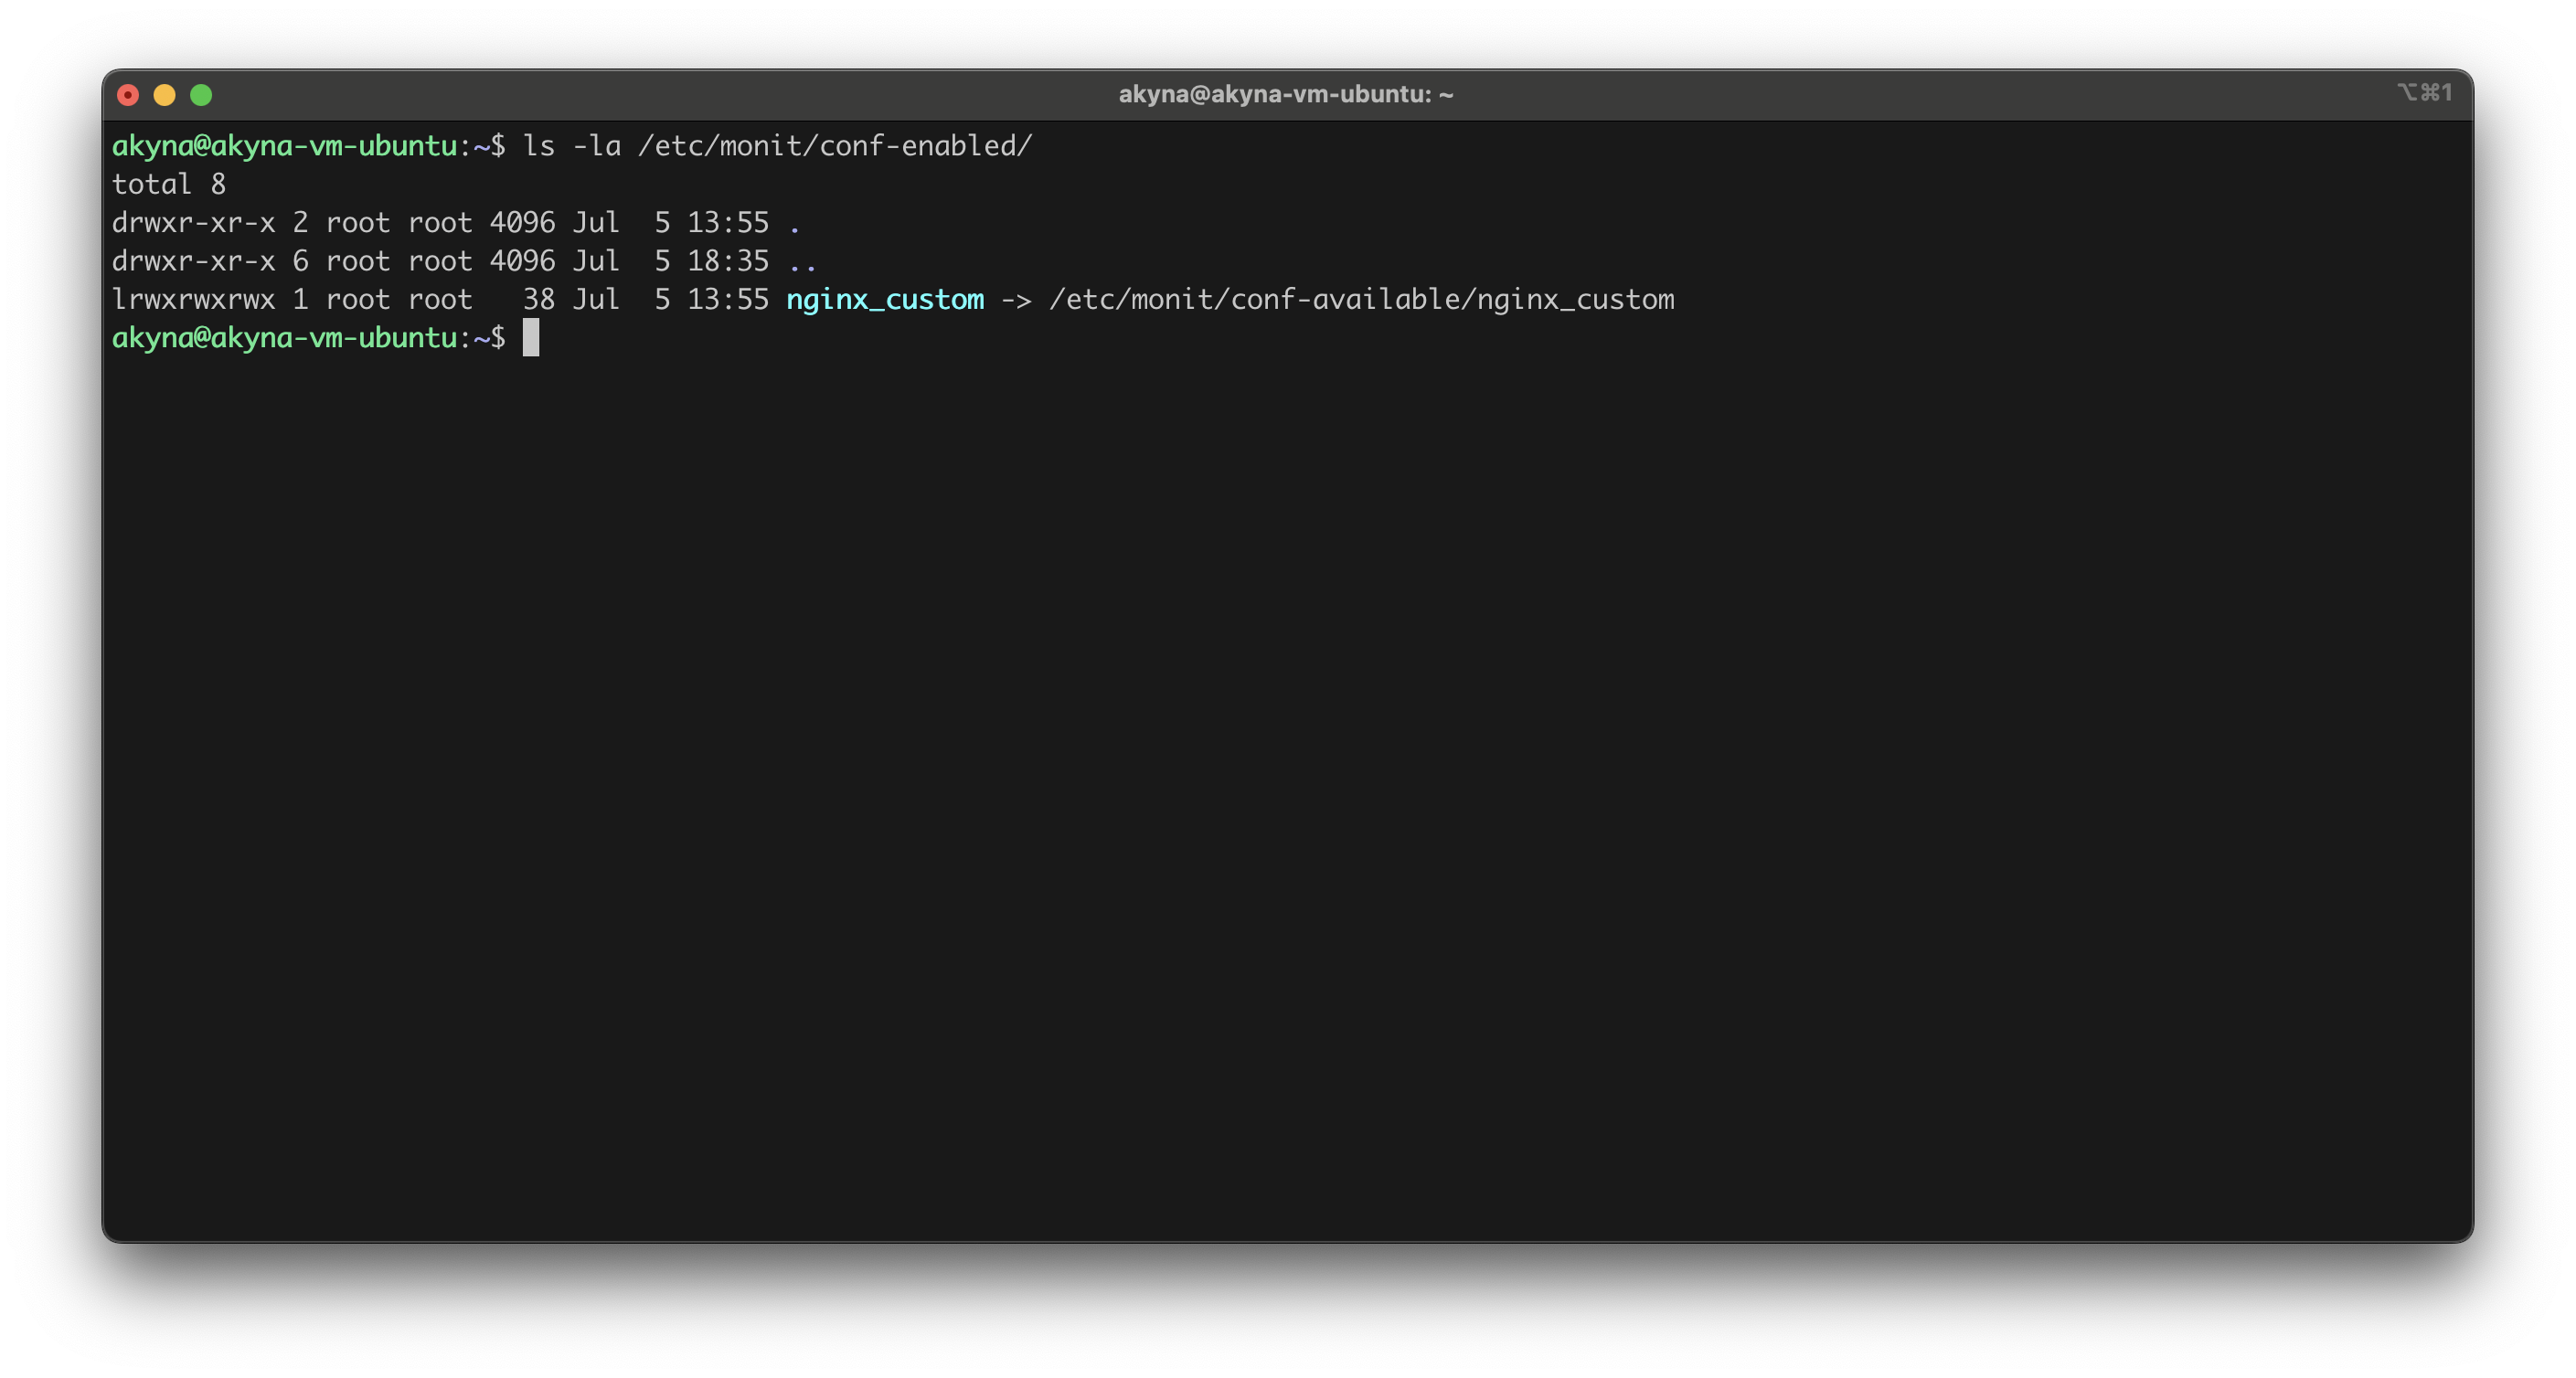 akyna@akyna-vm-ubuntu: ~
⌥⌘1
akyna@akyna-vm-ubuntu:~$ ls -la /etc/monit/conf-enabled/
total 8
drwxr-xr-x 2 root root 4096 Jul  5 13:55 .
drwxr-xr-x 6 root root 4096 Jul  5 18:35 ..
lrwxrwxrwx 1 root root   38 Jul  5 13:55 nginx_custom -> /etc/monit/conf-available/nginx_custom
akyna@akyna-vm-ubuntu:~$